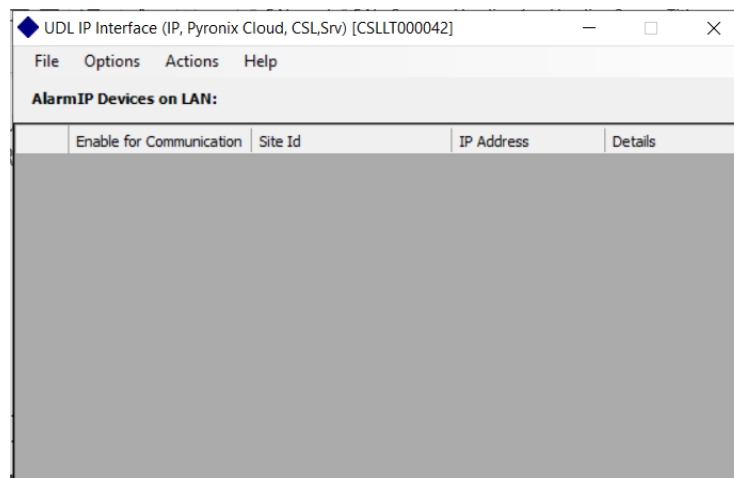 UDL IP Interface (IP, Pyronix Cloud, CSL,Srv) [CSLLT000042]
File Options Actions Help
AlarmIP Devices on LAN:
Enable for Communication Site Id IP Address Details